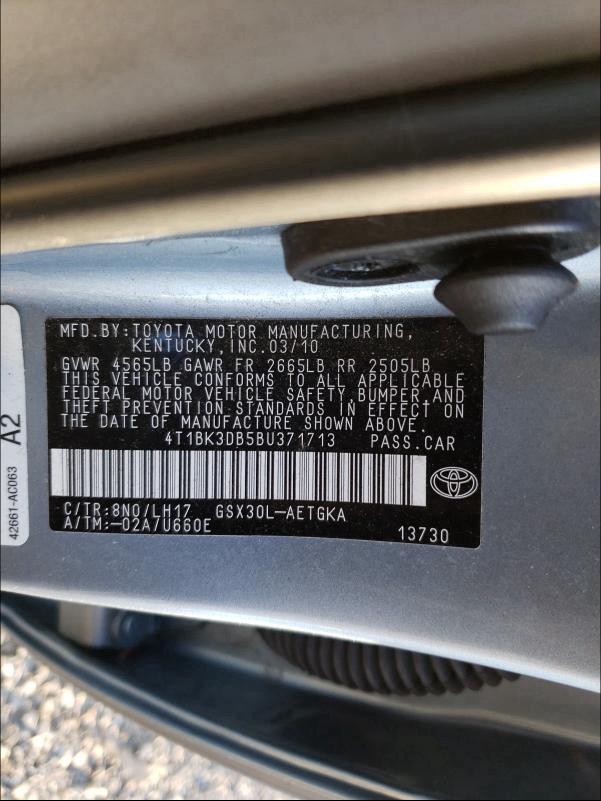 MFD.BY:TOYOTA MOTOR MANUFACTURING,
KENTUCKY, INC.03/10
GVWR 4565LB GAWR FR 2665LB RR 2505LB
THIS VEHICLE CONFORMS TO ALL APPLICABLE
FEDERAL MOTOR VEHICLE SAFETY,BUMPER,AND
THEFT PREVENTION STANDARDS IN EFFECT ON
THE DATE OF MANUFACTURE SHOWN ABOVE.
4T1BK3DB5BU371713 PASS.CAR
C/TR:8N0/LH17 GSX30L-AETGKA
A/TM:-02A/U660E 13730
A2
42661-AC063